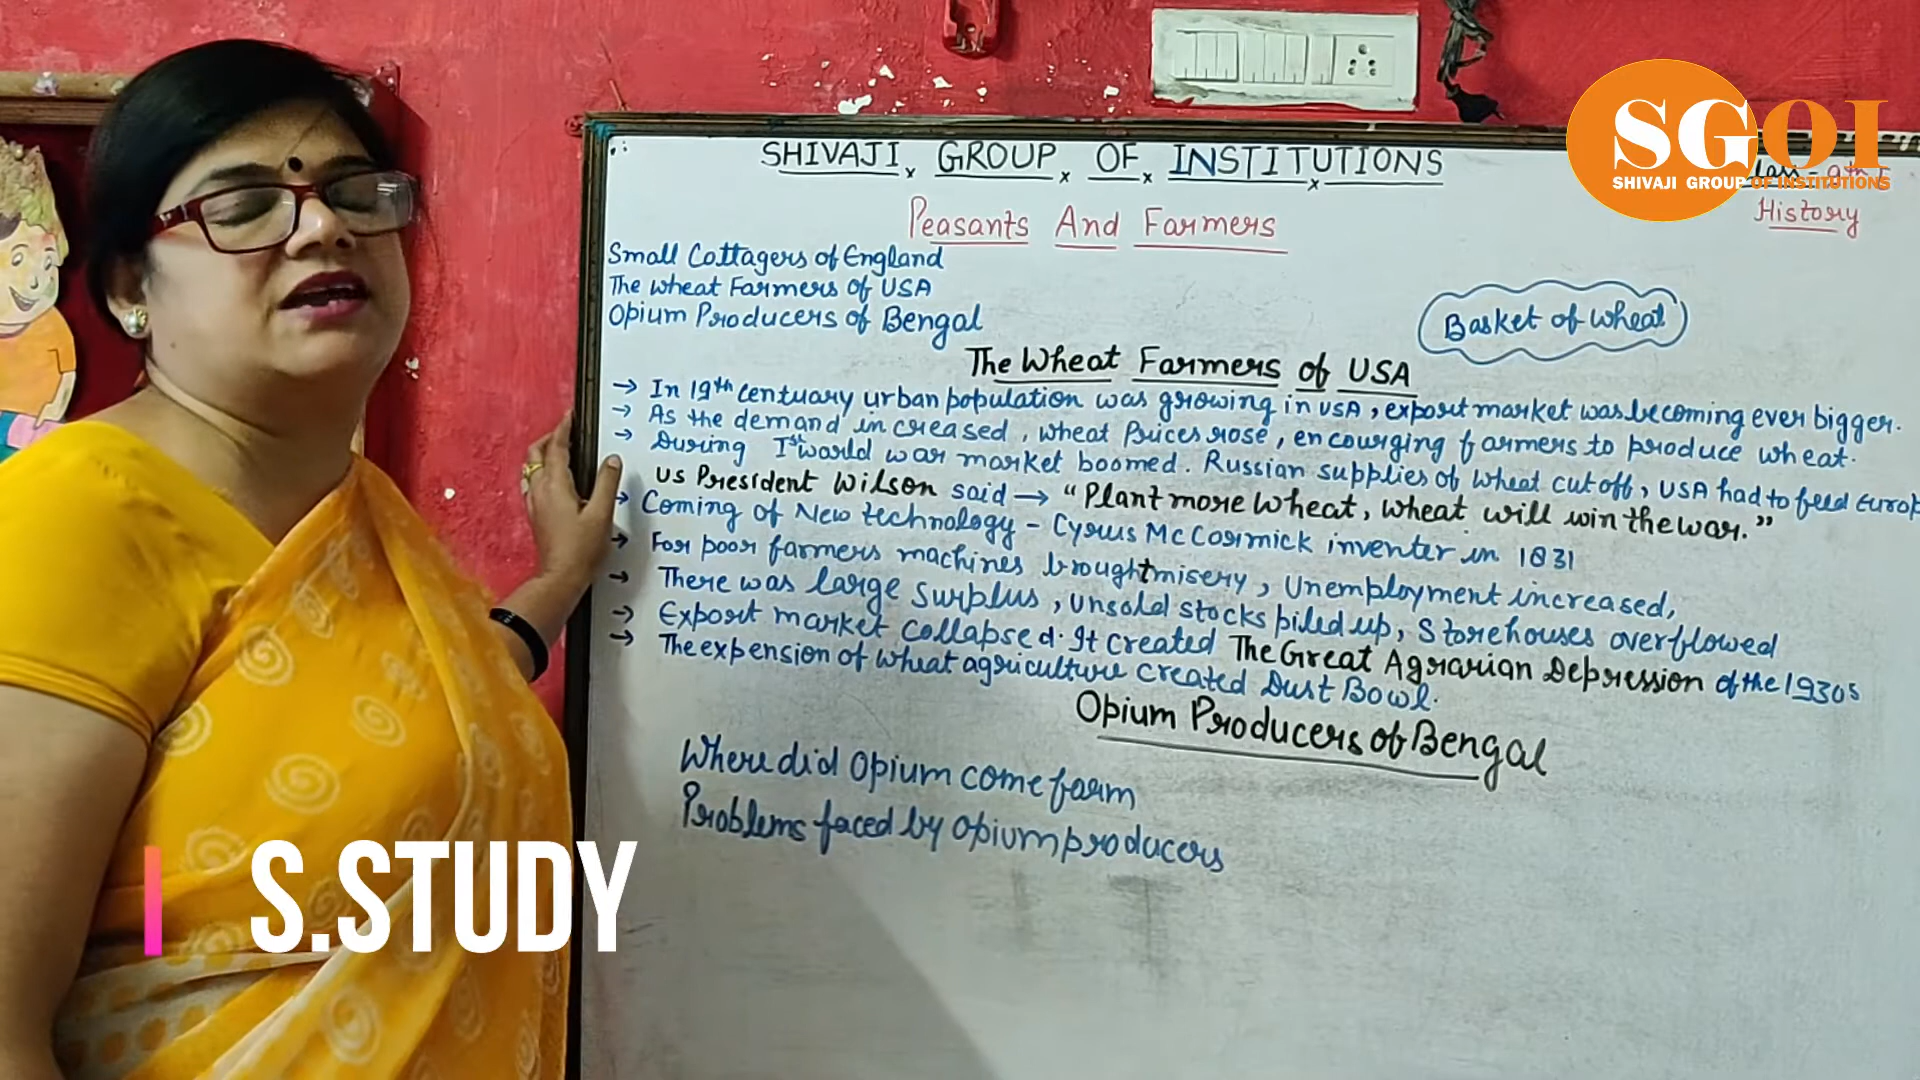 SHIVAJI GROUP OF INSTITUTIONS
SGOI
SHIVAJI GROUP OF INSTITUTIONS
History
Peasants And Farmers
Small Cottagers of England
The wheat Farmers of USA
Opium Producers of Bengal
Basket of wheat
The Wheat Farmers of USA
→ In 19th centuary urban population was growing in USA, export market was becoming ever bigger.
→ As the demand increased, wheat prices rose, encourging farmers to produce wheat.
→ During Ist world war market boomed. Russian supplies of wheat cut off, USA had to feed Europ
US President Wilson said → "Plant more wheat, wheat will win the war."
→ Coming of New technology - Cyrus McCormick inventer in 1831
→ For poor farmers machines brought misery, Unemployment increased,
→ There was large surplus, unsold stocks piled up, Storehouses overflowed
→ Export market collapsed. It created The Great Agrarian Depression of the 1930s
→ The expension of wheat agriculture created Dust Bowl.
Opium Producers of Bengal
Where did Opium come farm
Problems faced by opium producers
S.STUDY